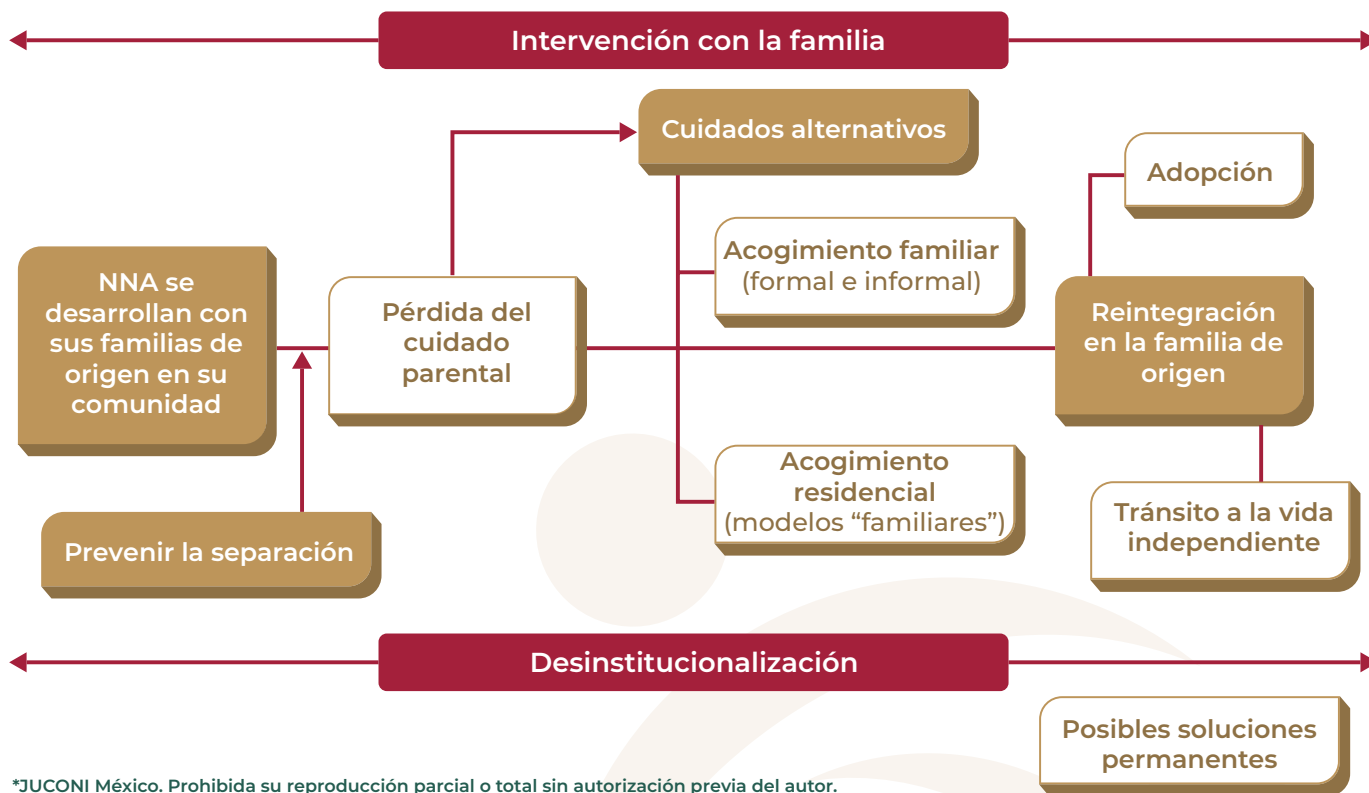 Intervención con la familia
Cuidados alternativos
Adopción
Acogimiento familiar
(formal e informal)
NNA se
desarrollan con
sus familias de
origen en su
comunidad
Pérdida del
cuidado
parental
Reintegración
en la familia de
origen
Acogimiento
residencial
(modelos “familiares”)
Prevenir la separación
Tránsito a la vida
independiente
Desinstitucionalización
Posibles soluciones
permanentes
*JUCONI México. Prohibida su reproducción parcial o total sin autorización previa del autor.